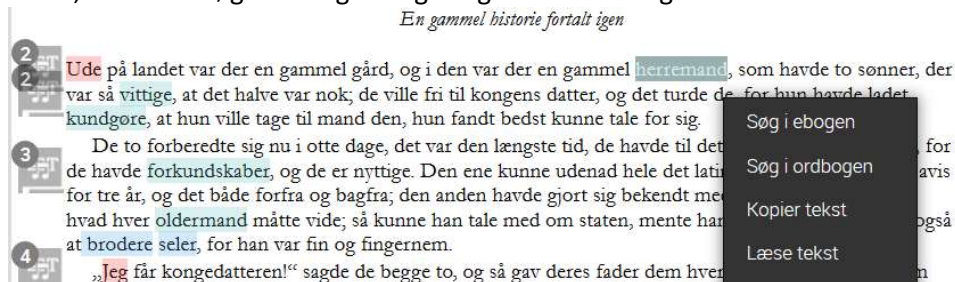 En gammel historie fortalt igen
2
Ude på landet var der en gammel gård, og i den var der en gammel herremand, som havde to sønner, der
2
var så vittige, at det halve var nok; de ville fri til kongens datter, og det turde de, for hun havde ladet
kundgøre, at hun ville tage til mand den, hun fandt bedst kunne tale for sig.
3
De to forberedte sig nu i otte dage, det var den længste tid, de havde til det , for
de havde forkundskaber, og de er nyttige. Den ene kunne udenad hele det avis
for tre år, og det både forfra og bagfra; den anden havde gjort sig bekendt
hvad hver oldermand måtte vide; så kunne han tale med om staten, mente også
at brodere seler, for han var fin og fingernem.
4
„Jeg får kongedatteren!“ sagde de begge to, og så gav deres fader dem hver
Søg i ebogen
Søg i ordbogen
Kopier tekst
Læse tekst